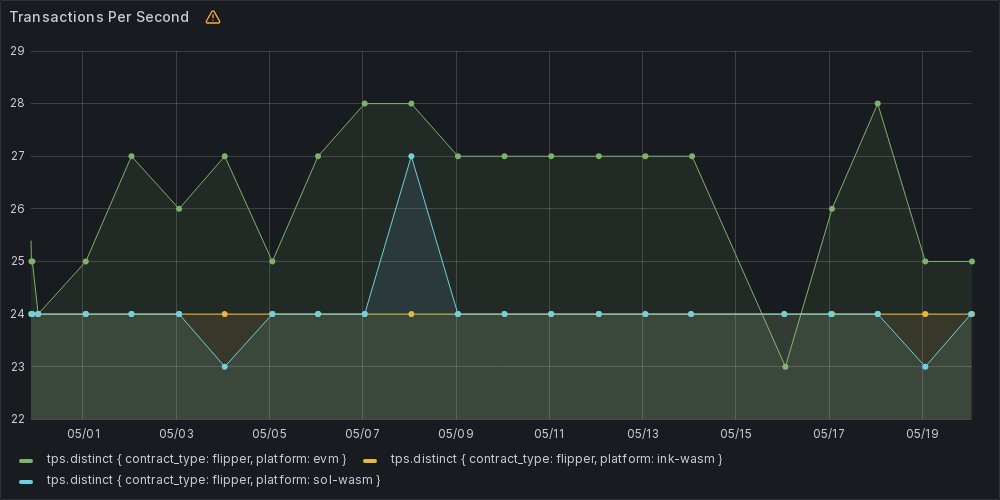 Transactions Per Second
29
28
27
26
25
24
23
22
05/01 05/03 05/05 05/07 05/09 05/11 05/13 05/15 05/17 05/19
tps.distinct { contract_type: flipper, platform: evm } tps.distinct { contract_type: flipper, platform: ink-wasm }
tps.distinct { contract_type: flipper, platform: sol-wasm }